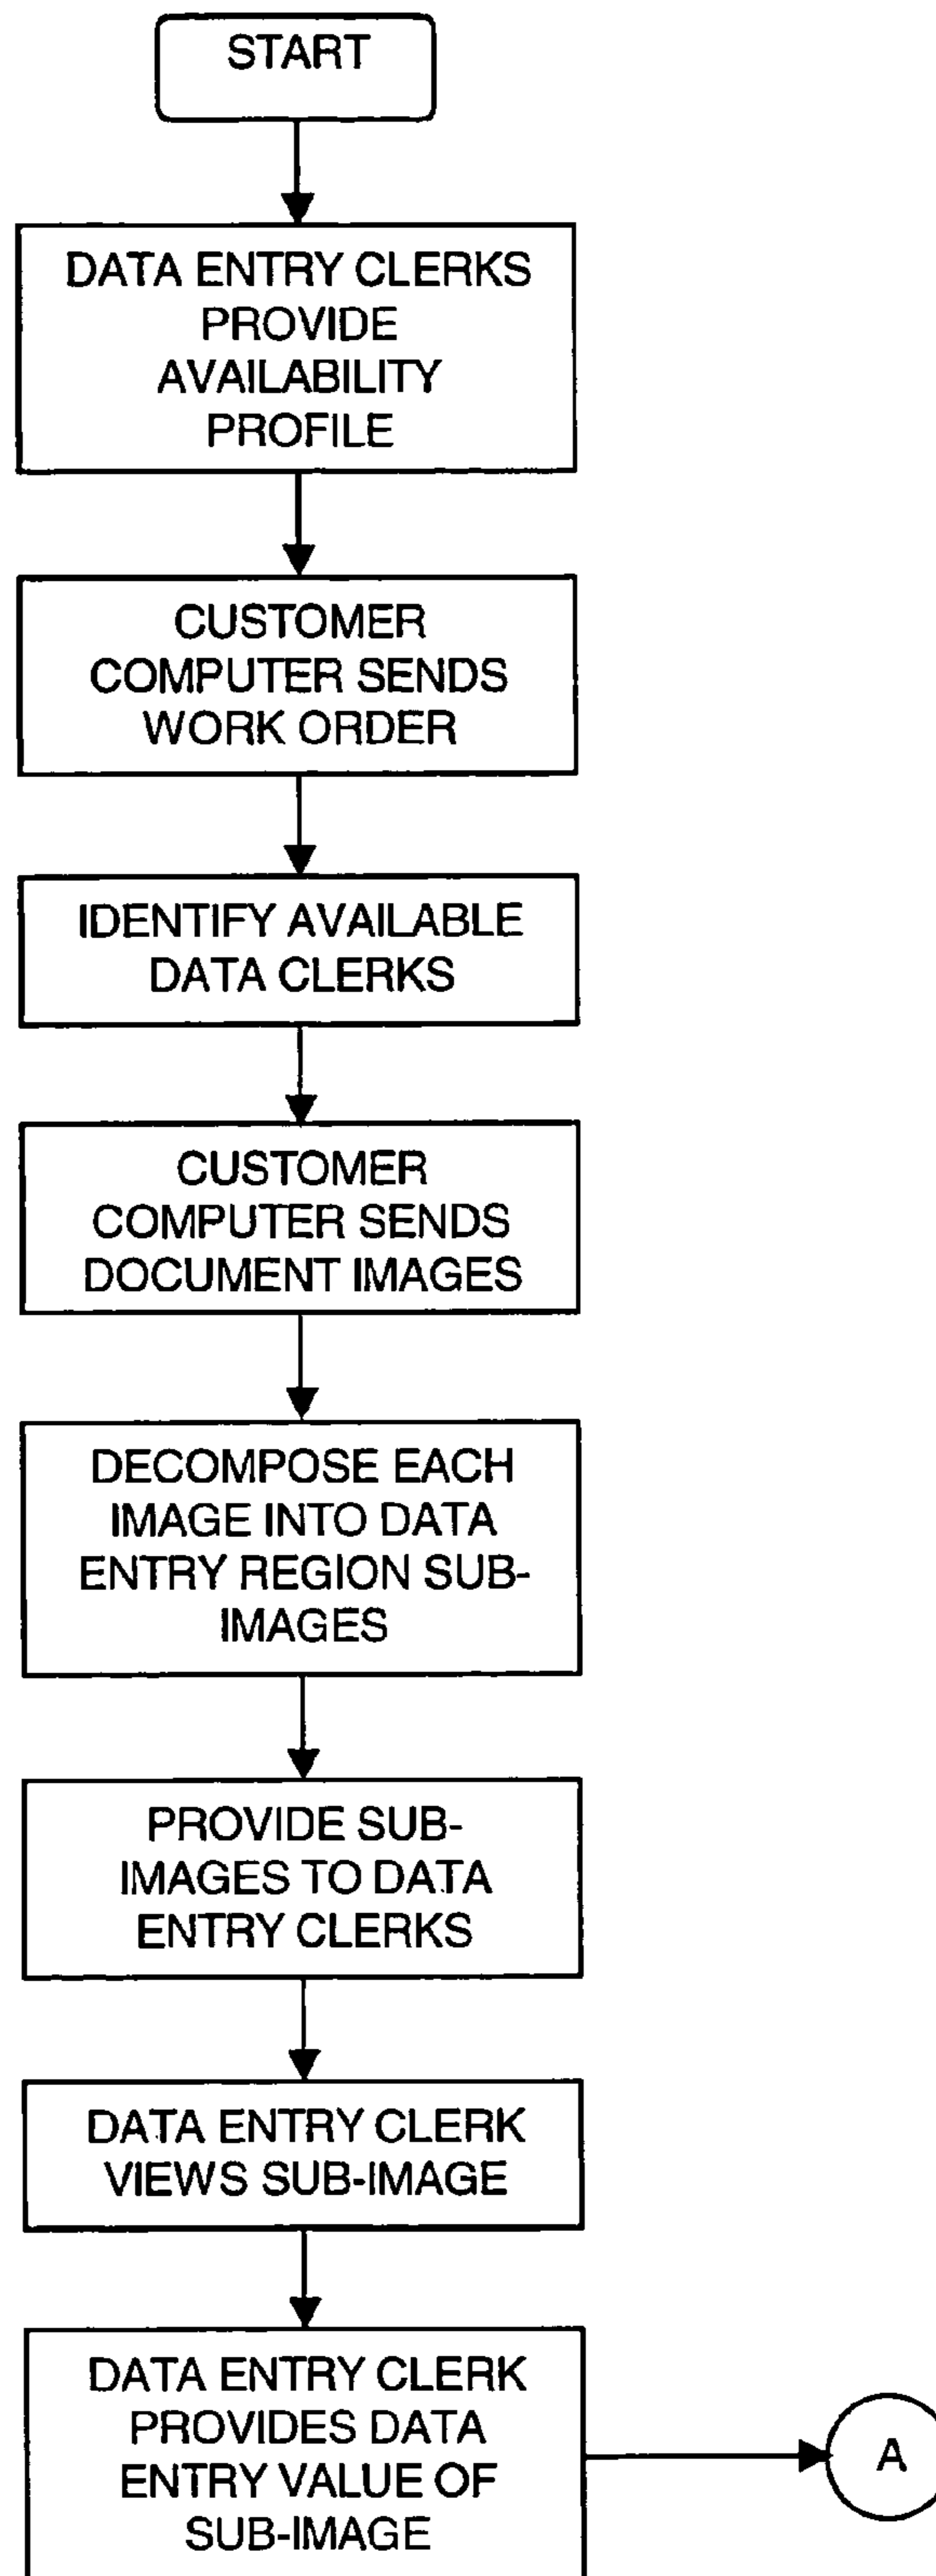 START
DATA ENTRY CLERKS
PROVIDE
AVAILABILITY
PROFILE
CUSTOMER
COMPUTER SENDS
WORK ORDER
IDENTIFY AVAILABLE
DATA CLERKS
CUSTOMER
COMPUTER SENDS
DOCUMENT IMAGES
DECOMPOSE EACH
IMAGE INTO DATA
ENTRY REGION SUB-
IMAGES
PROVIDE SUB-
IMAGES TO DATA
ENTRY CLERKS
DATA ENTRY CLERK
VIEWS SUB-IMAGE
DATA ENTRY CLERK
PROVIDES DATA
ENTRY VALUE OF
SUB-IMAGE
A